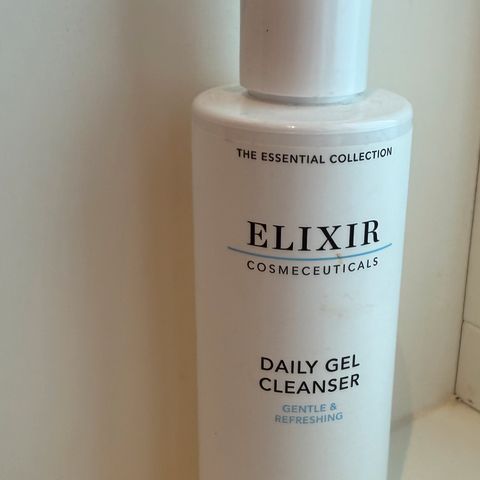 THE ESSENTIAL COLLECTION
ELIXIR
COSMECEUTICALS
DAILY GEL
CLEANSER
GENTLE &
REFRESHING